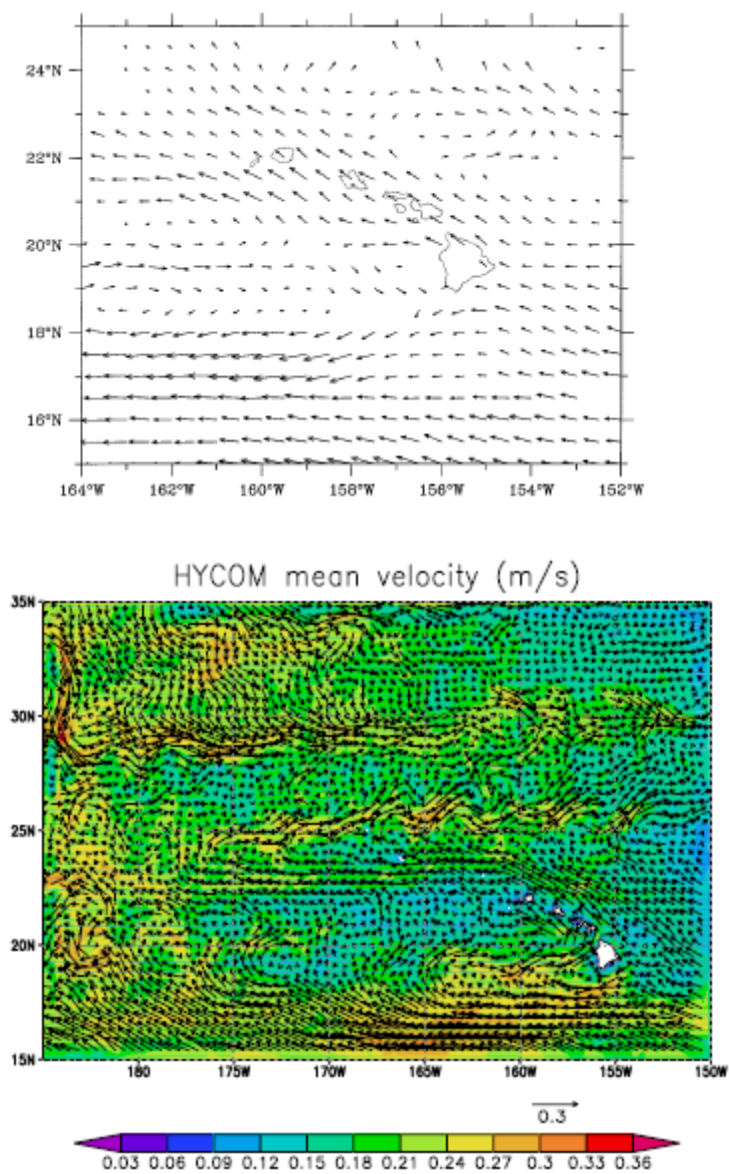 24°N
22°N
20°N
18°N
16°N
164°W 162°W 160°W 158°W 156°W 154°W 152°W
HYCOM mean velocity (m/s)
35N
30N
25N
20N
15N
180 175W 170W 165W 160W 155W 150W
0.3
0.03 0.06 0.09 0.12 0.15 0.18 0.21 0.24 0.27 0.3 0.33 0.36